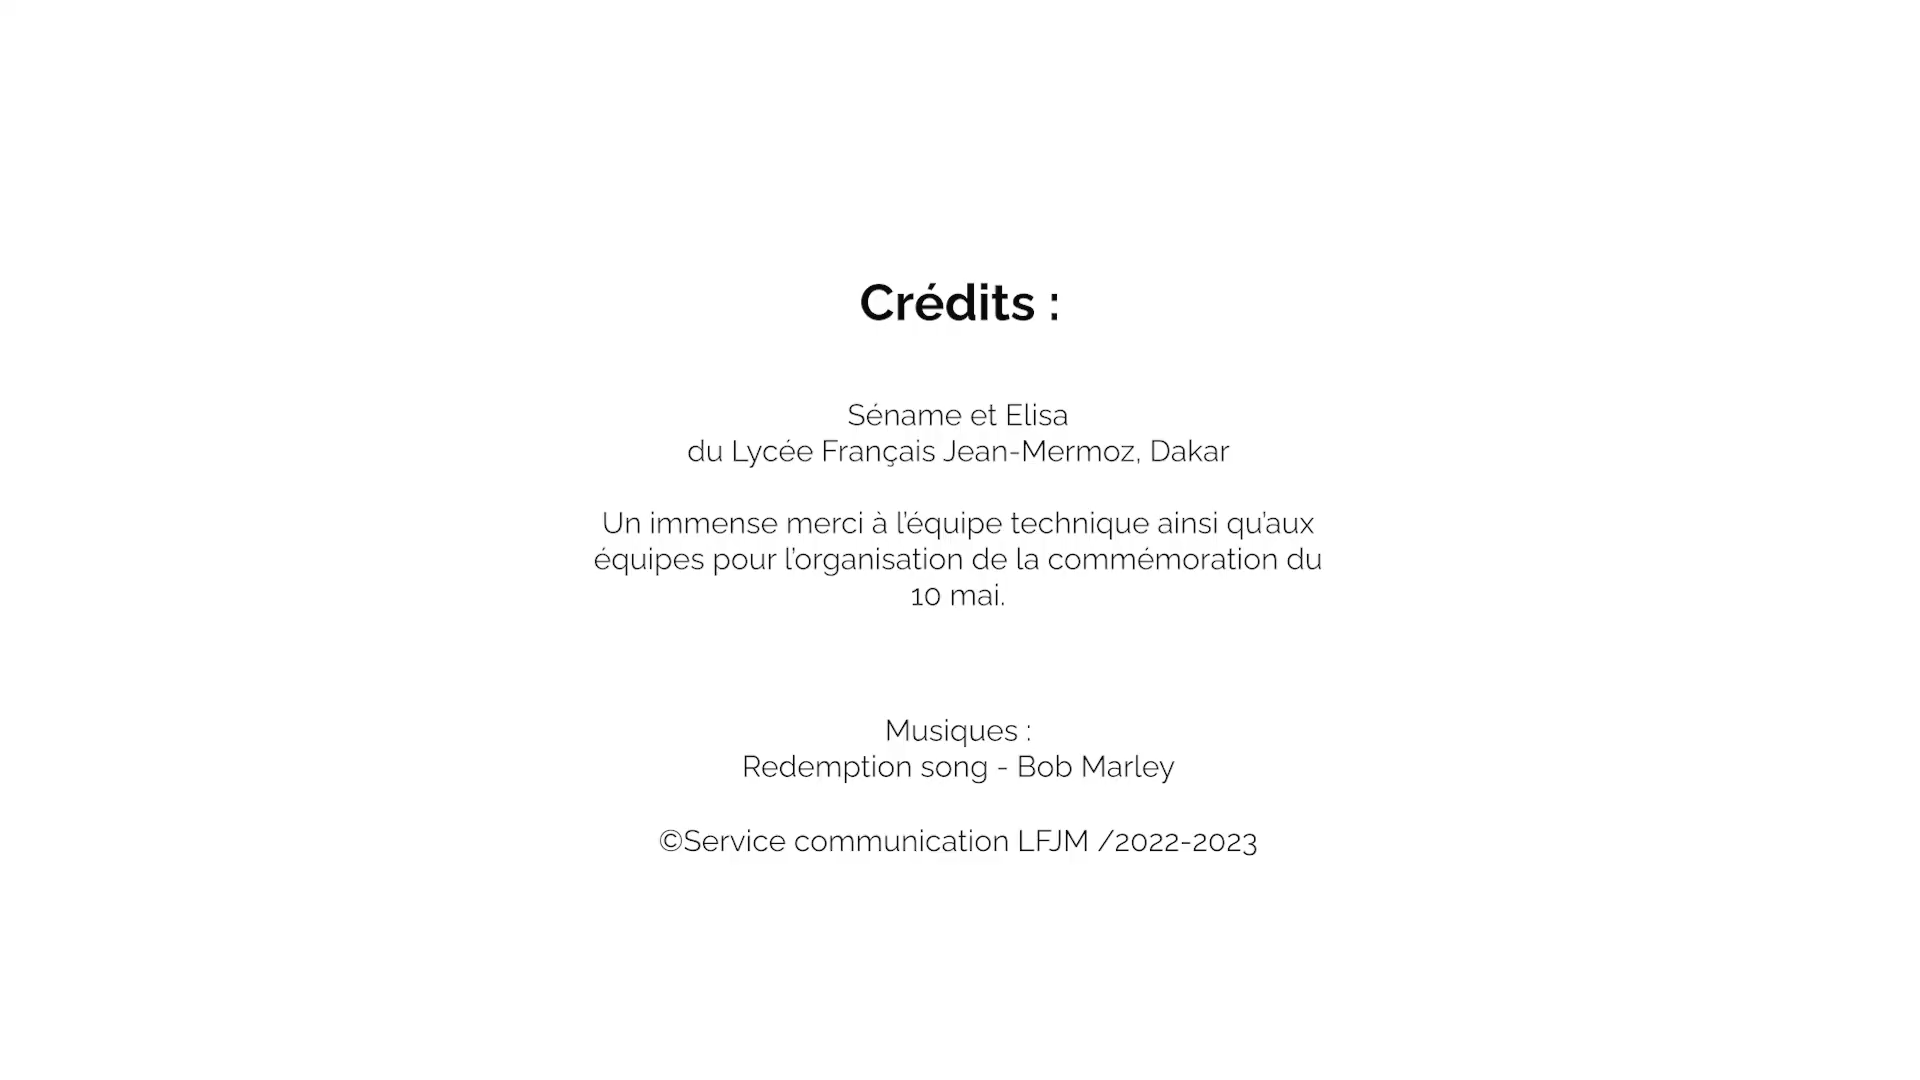 Crédits :
Séname et Elisa
du Lycée Français Jean-Mermoz, Dakar
Un immense merci à l’équipe technique ainsi qu’aux
équipes pour l’organisation de la commémoration du
10 mai.
Musiques :
Redemption song - Bob Marley
©Service communication LFJM /2022-2023